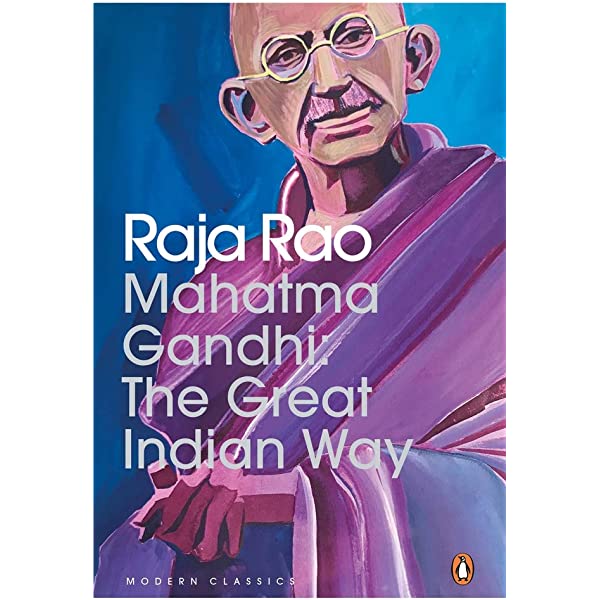 Raja Rao
Mahatma
Gandhi:
The Great
Indian Way
MODERN CLASSICS